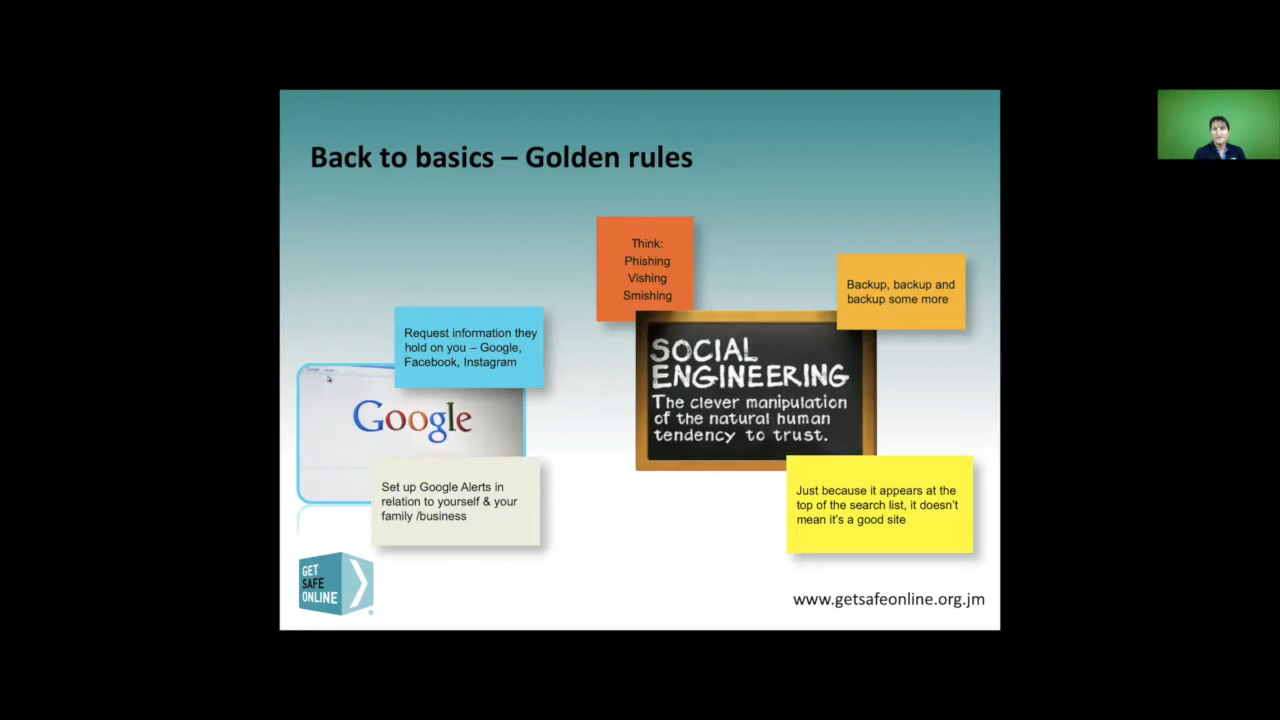 Back to basics – Golden rules
Think:
Phishing
Vishing
Smishing
Backup, backup and
backup some more
Request information they
hold on you – Google,
Facebook, Instagram
SOCIAL
ENGINEERING
The clever manipulation
of the natural human
tendency to trust.
Google
Set up Google Alerts in
relation to yourself & your
family /business
Just because it appears at the
top of the search list, it doesn't
mean it's a good site
GET
SAFE
ONLINE
www.getsafeonline.org.jm